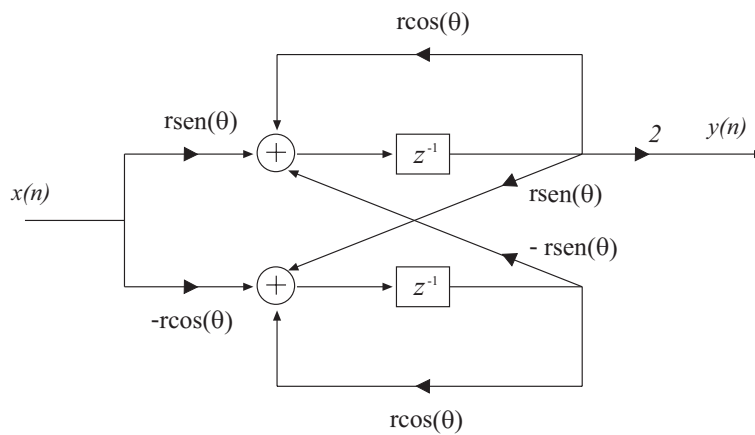 rcos(θ)
rsen(θ)
+
z⁻¹
2
y(n)
x(n)
rsen(θ)
- rsen(θ)
+
z⁻¹
-rcos(θ)
rcos(θ)